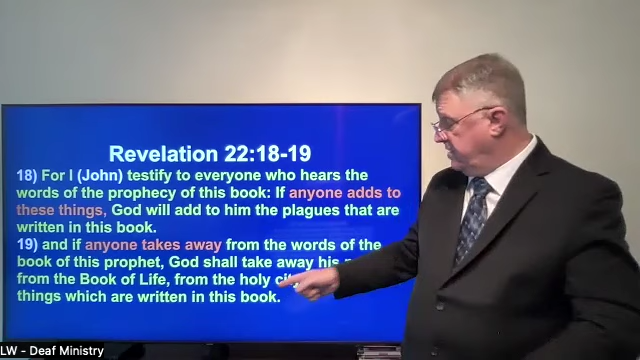 Revelation 22:18-19
18) For I (John) testify to everyone who hears the
words of the prophecy of this book: If anyone adds to
these things, God will add to him the plagues that are
written in this book.
19) and if anyone takes away from the words of the
book of this prophet, God shall take away his
from the Book of Life, from the holy
things which are written in this book.
LW - Deaf Ministry